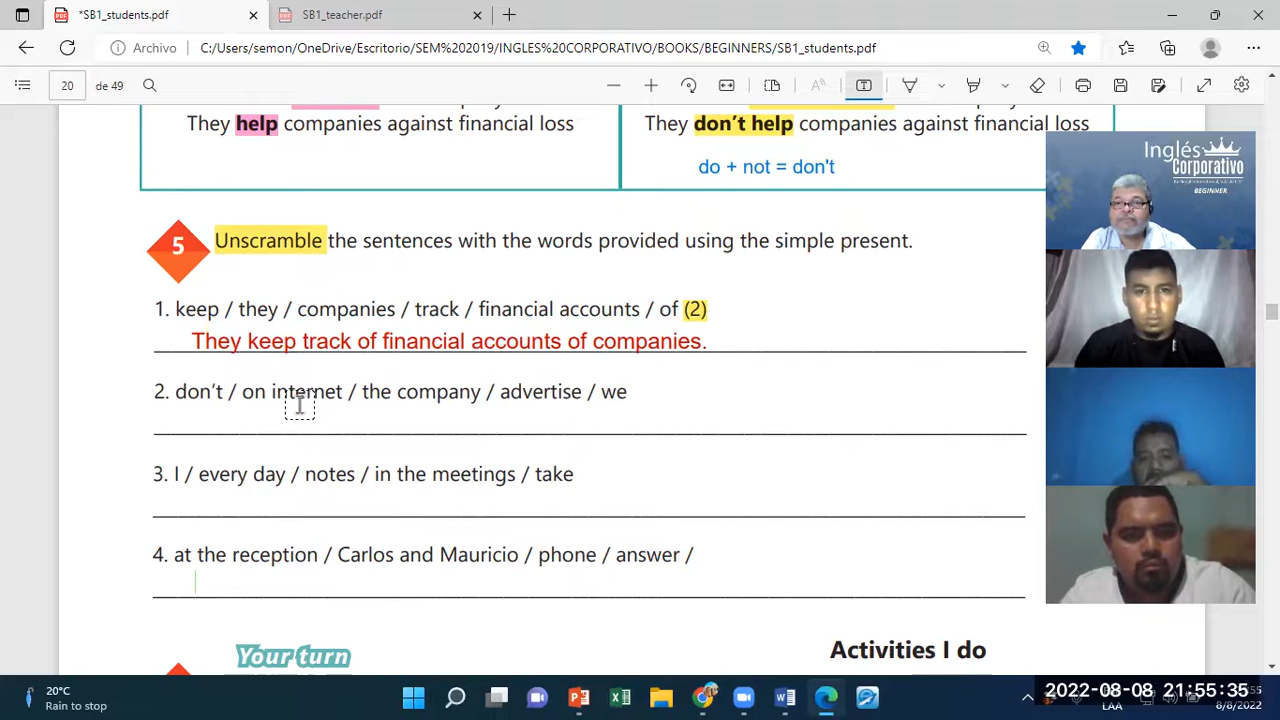 *SB1_students.pdf
SB1_teacher.pdf
Archivo
C:/Users/semon/OneDrive/Escritorio/SEM%202019/INGLES%20CORPORATIVO/BOOKS/BEGINNERS/SB1_students.pdf
20 de 49
They help companies against financial loss
They don't help companies against financial loss
do + not = don't
Inglés
Corporativo
BEGINNER
5 Unscramble the sentences with the words provided using the simple present.
1. keep / they / companies / track / financial accounts / of (2)
They keep track of financial accounts of companies.
2. don't / on internet / the company / advertise / we
3. I / every day / notes / in the meetings / take
4. at the reception / Carlos and Mauricio / phone / answer /
Your turn
Activities I do
20°C
Rain to stop
LAA
2022-08-08 21:55:35
8/8/2022